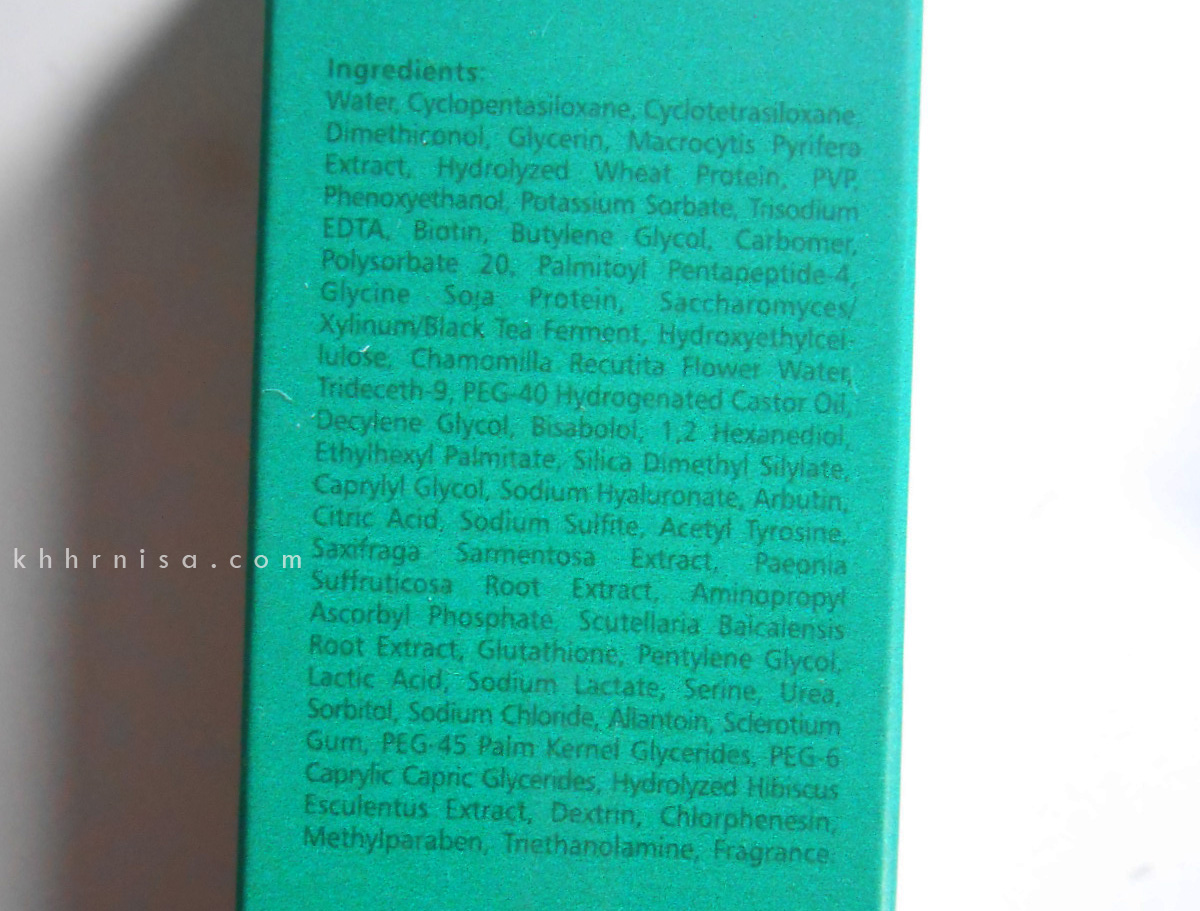 Ingredients:
Water, Cyclopentasiloxane, Cyclotetrasiloxane,
Dimethiconol, Glycerin, Macrocytis Pyrifera
Extract, Hydrolyzed Wheat Protein, PVP,
Phenoxyethanol, Potassium Sorbate, Trisodium
EDTA, Biotin, Butylene Glycol, Carbomer,
Polysorbate 20, Palmitoyl Pentapeptide-4,
Glycine Soja Protein, Saccharomyces/
Xylinum/Black Tea Ferment, Hydroxyethylcel-
lulose, Chamomilla Recutita Flower Water,
Trideceth-9, PEG-40 Hydrogenated Castor Oil,
Decylene Glycol, Bisabolol, 1,2 Hexanediol,
Ethylhexyl Palmitate, Silica Dimethyl Silylate,
Caprylyl Glycol, Sodium Hyaluronate, Arbutin,
Citric Acid, Sodium Sulfite, Acetyl Tyrosine,
Saxifraga Sarmentosa Extract, Paeonia
Suffruticosa Root Extract, Aminopropyl
Ascorbyl Phosphate, Scutellaria Baicalensis
Root Extract, Glutathione, Pentylene Glycol,
Lactic Acid, Sodium Lactate, Serine, Urea,
Sorbitol, Sodium Chloride, Allantoin, Sclerotium
Gum, PEG-45 Palm Kernel Glycerides, PEG-6
Caprylic Capric Glycerides, Hydrolyzed Hibiscus
Esculentus Extract, Dextrin, Chlorphenesin,
Methylparaben, Triethanolamine, Fragrance.
khhrnisa.com